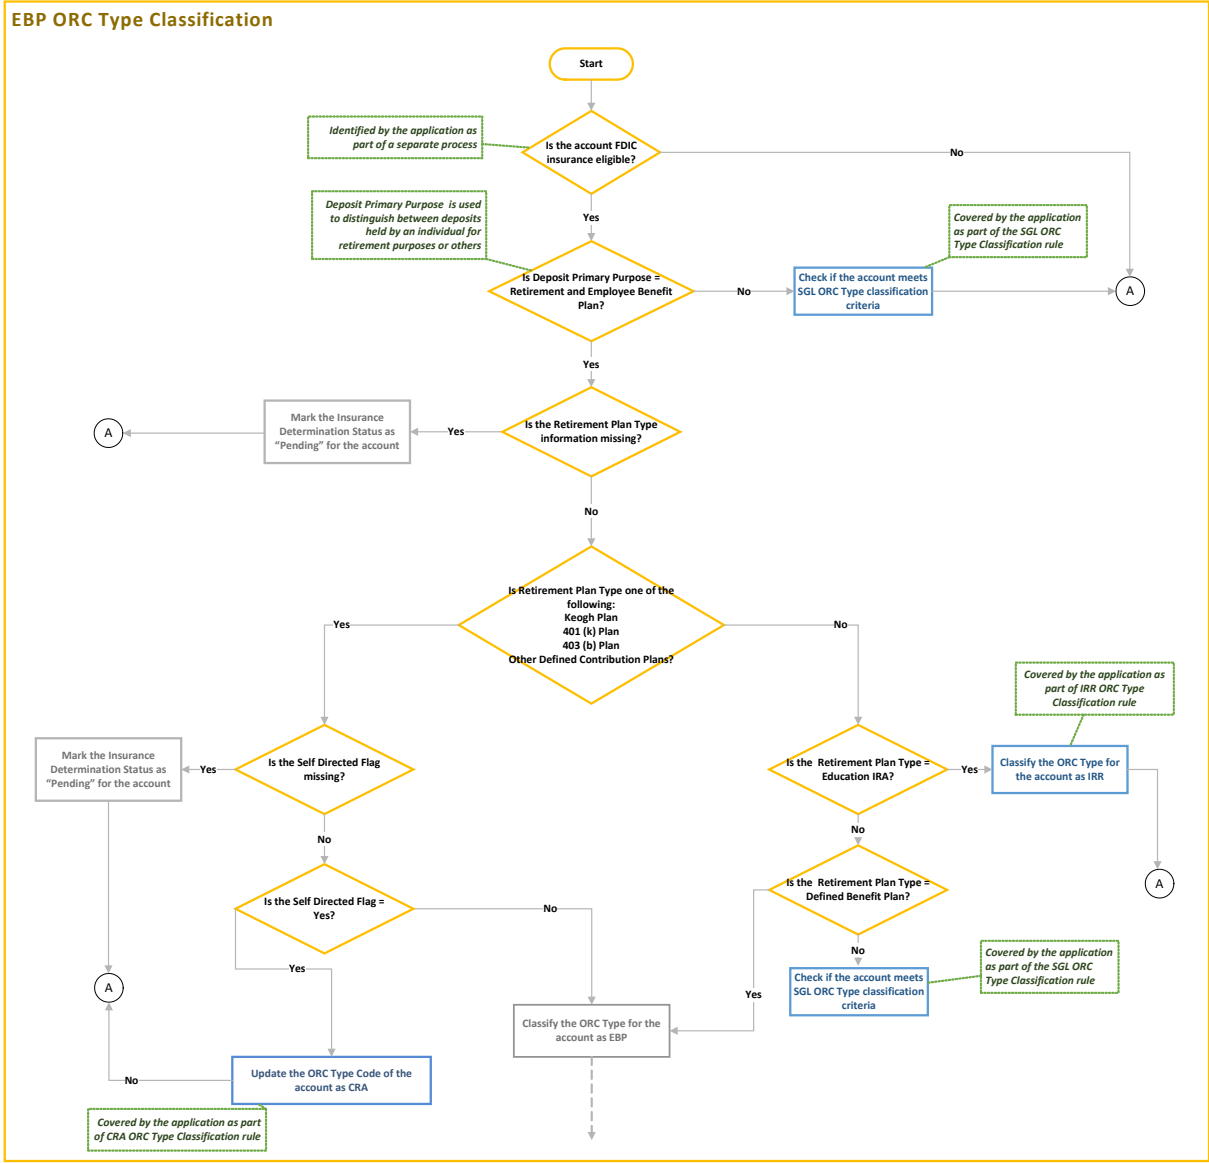 EBP ORC Type Classification
Start
Identified by the application as
part of a separate process
Is the account FDIC
insurance eligible?
No
Yes
Deposit Primary Purpose  is used
to distinguish between deposits
held by an individual for
retirement purposes or others
Covered by the application
as part of the SGL ORC
Type Classification rule
Is Deposit Primary Purpose =
Retirement and Employee Benefit
Plan?
No
Check if the account meets
SGL ORC Type classification
criteria
A
Yes
Mark the Insurance
Determination Status as
“Pending” for the account
A
Yes
Is the Retirement Plan Type
information missing?
No
Is Retirement Plan Type one of the
following:
Keogh Plan
401 (k) Plan
403 (b) Plan
Other Defined Contribution Plans?
Yes
No
Covered by the application as
part of IRR ORC Type
Classification rule
Mark the Insurance
Determination Status as
“Pending” for the account
Yes
Is the Self Directed Flag
missing?
Is the  Retirement Plan Type =
Education IRA?
Yes
Classify the ORC Type for
the account as IRR
No
No
A
Is the Self Directed Flag =
Yes?
No
Is the  Retirement Plan Type =
Defined Benefit Plan?
No
Yes
Covered by the application
as part of the SGL ORC
Type Classification rule
Check if the account meets
SGL ORC Type classification
criteria
A
Yes
Classify the ORC Type for the
account as EBP
No
Update the ORC Type Code of the
account as CRA
Covered by the application as part
of CRA ORC Type Classification rule